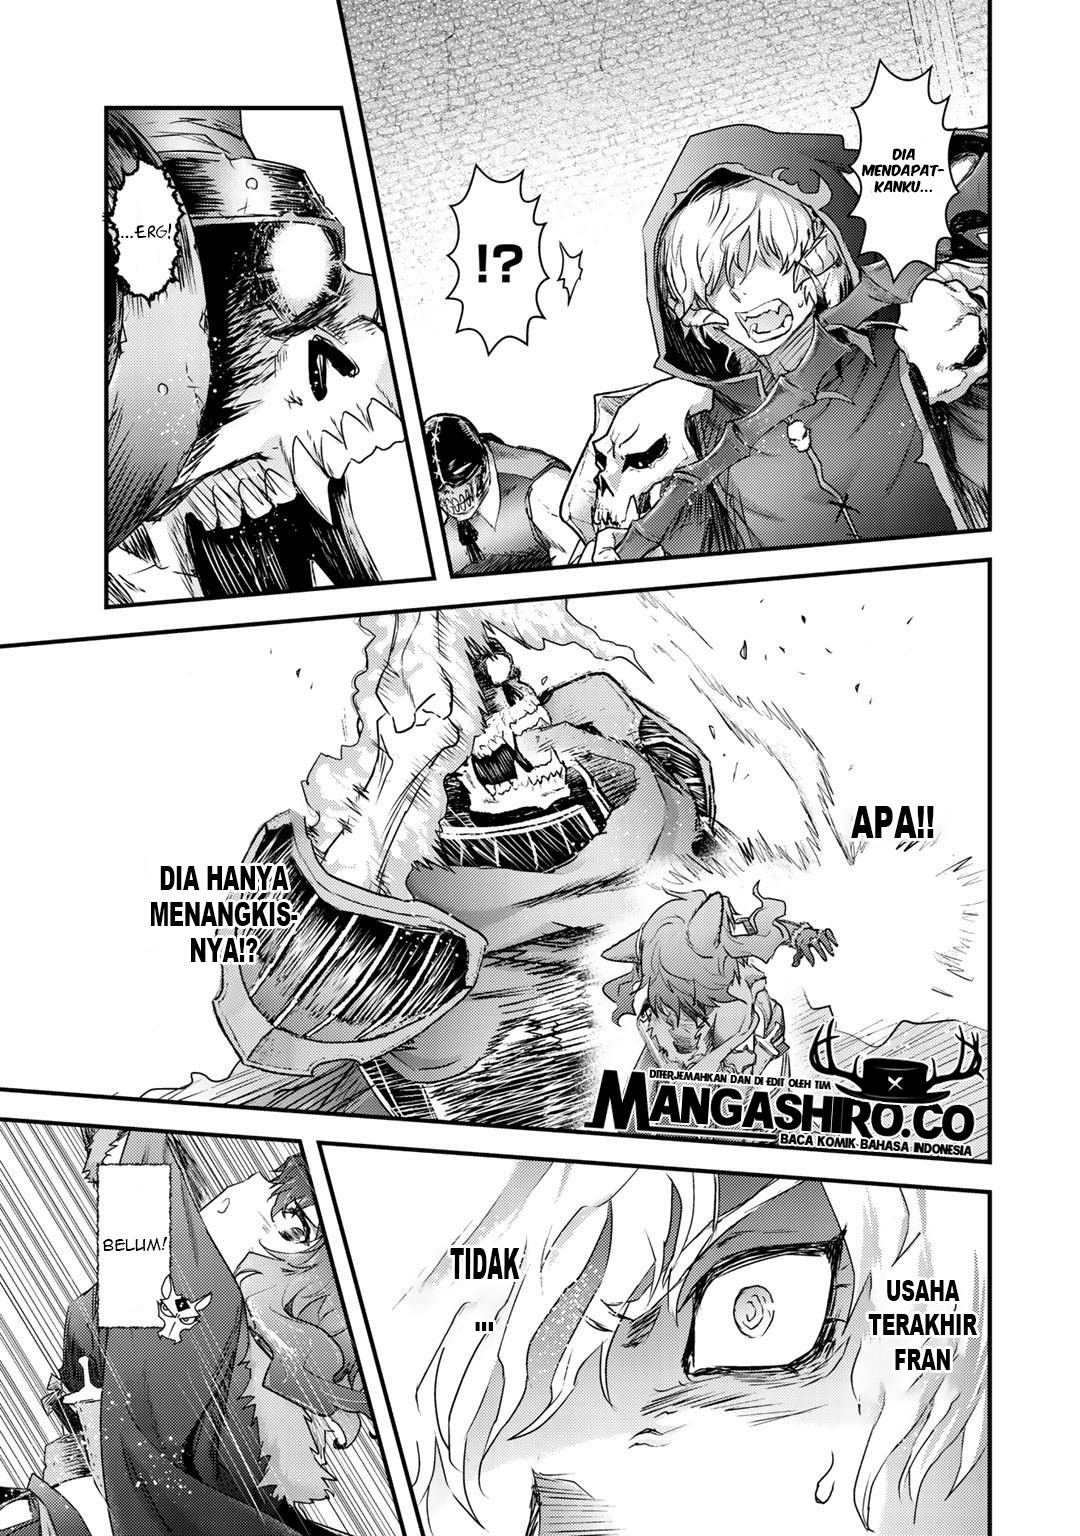 DIA
MENDAPAT-
KANKU...
!?
...ERG!
APA!!
DIA HANYA
MENANGKIS-
NYA!?
DITERJEMAHKAN DAN DI EDIT OLEH TIM
MANGASHIRO.CO
BACA KOMIK BAHASA INDONESIA
USAHA
TERAKHIR
FRAN
TIDAK
...
BELUM!